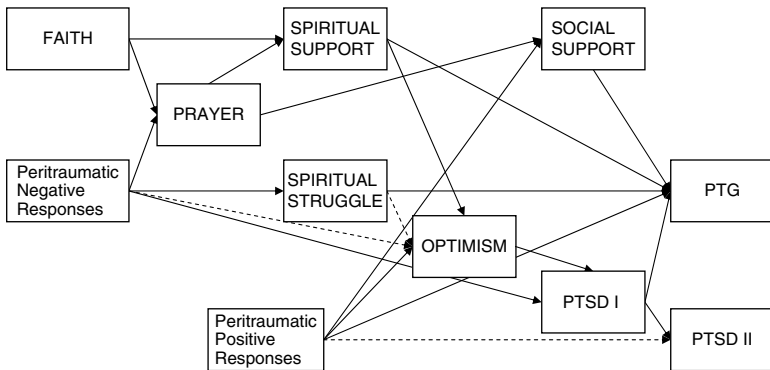 FAITH
SPIRITUAL
SUPPORT
SOCIAL
SUPPORT
PRAYER
Peritraumatic
Negative
Responses
SPIRITUAL
STRUGGLE
PTG
OPTIMISM
PTSD I
Peritraumatic
Positive
Responses
PTSD II